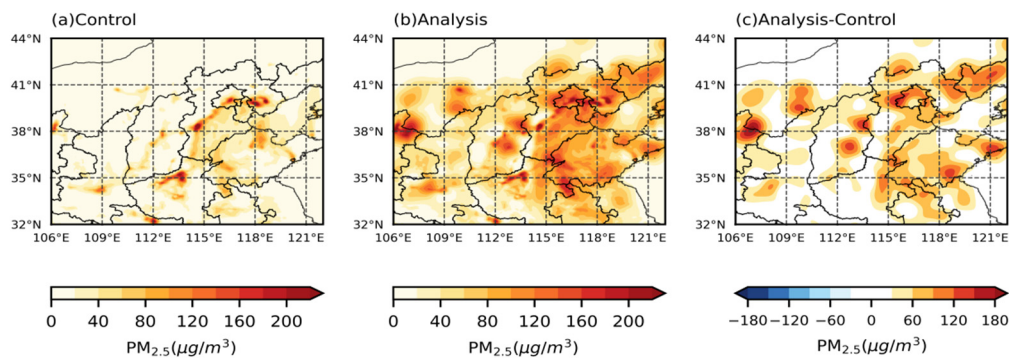 (a)Control
(b)Analysis
(c)Analysis-Control
44°N
41°N
38°N
35°N
32°N
106°E 109°E 112°E 115°E 118°E 121°E
44°N
41°N
38°N
35°N
32°N
106°E 109°E 112°E 115°E 118°E 121°E
44°N
41°N
38°N
35°N
32°N
106°E 109°E 112°E 115°E 118°E 121°E
0 40 80 120 160 200
PM2.5(μg/m³)
0 40 80 120 160 200
PM2.5(μg/m³)
−180 −120 −60 0 60 120 180
PM2.5(μg/m³)